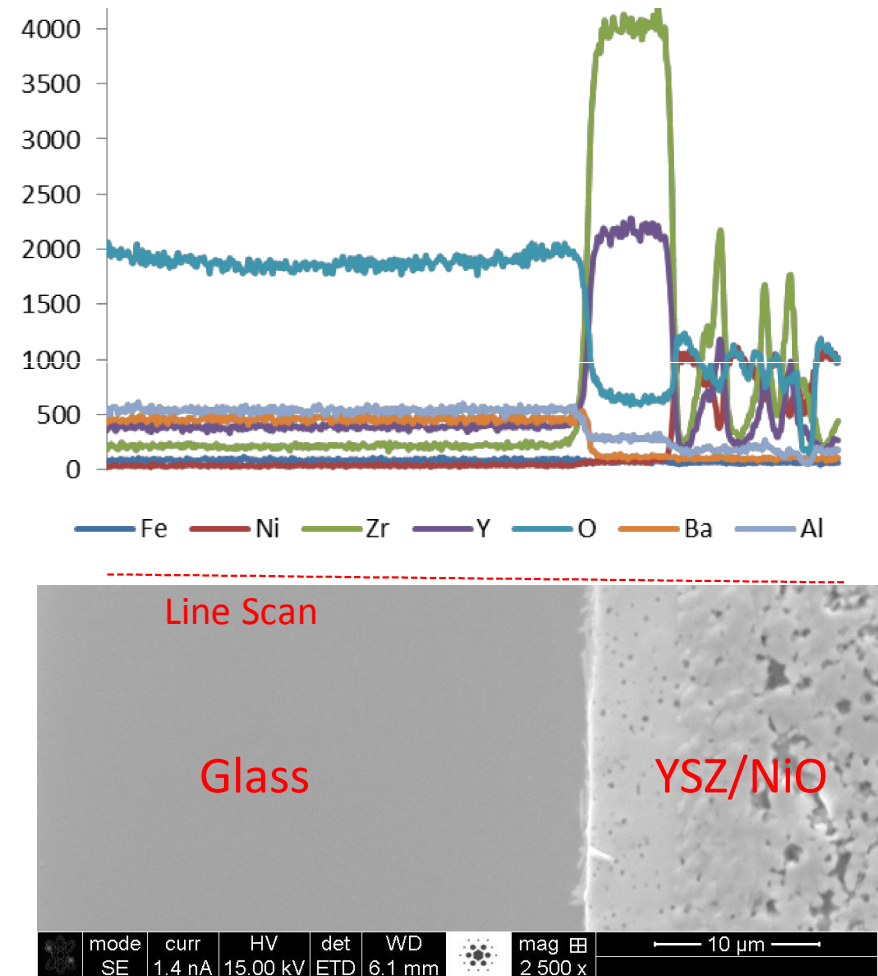 4000
3500
3000
2500
2000
1500
1000
500
0
Fe Ni Zr Y O Ba Al
Line Scan
Glass YSZ/NiO
mode curr HV det WD mag ⊞ 10 µm
SE 1.4 nA 15.00 kV ETD 6.1 mm 2 500 x